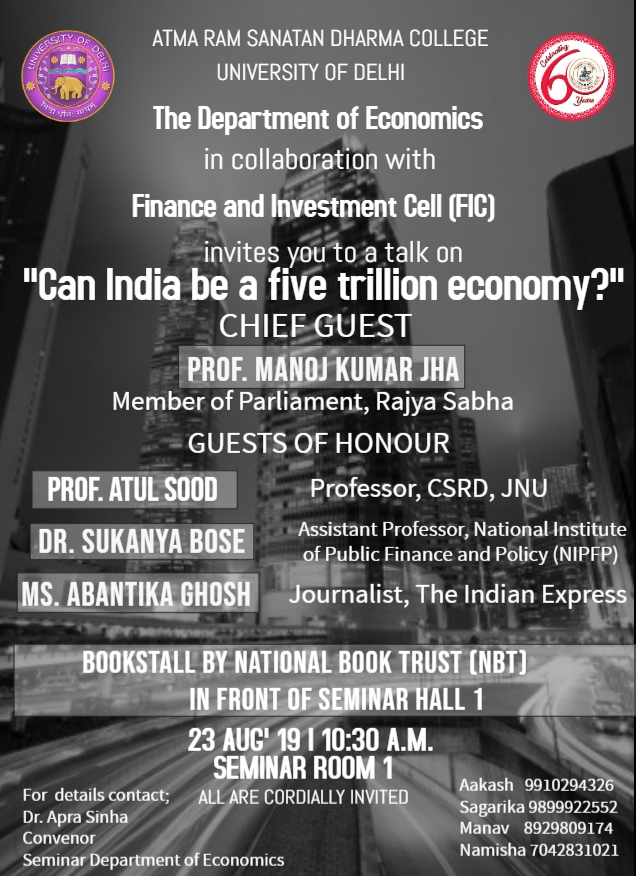 UNIVERSITY OF DELHI
Celebrating
60
Years
ATMA RAM SANATAN DHARMA COLLEGE
UNIVERSITY OF DELHI
The Department of Economics
in collaboration with
Finance and Investment Cell (FIC)
invites you to a talk on
"Can India be a five trillion economy?"
CHIEF GUEST
PROF. MANOJ KUMAR JHA
Member of Parliament, Rajya Sabha
GUESTS OF HONOUR
PROF. ATUL SOOD Professor, CSRD, JNU
DR. SUKANYA BOSE Assistant Professor, National Institute
of Public Finance and Policy (NIPFP)
MS. ABANTIKA GHOSH Journalist, The Indian Express
BOOKSTALL BY NATIONAL BOOK TRUST (NBT)
IN FRONT OF SEMINAR HALL 1
23 AUG' 19 | 10:30 A.M.
SEMINAR ROOM 1
ALL ARE CORDIALLY INVITED
For details contact;
Dr. Apra Sinha
Convenor
Seminar Department of Economics
Aakash 9910294326
Sagarika 9899922552
Manav 8929809174
Namisha 7042831021